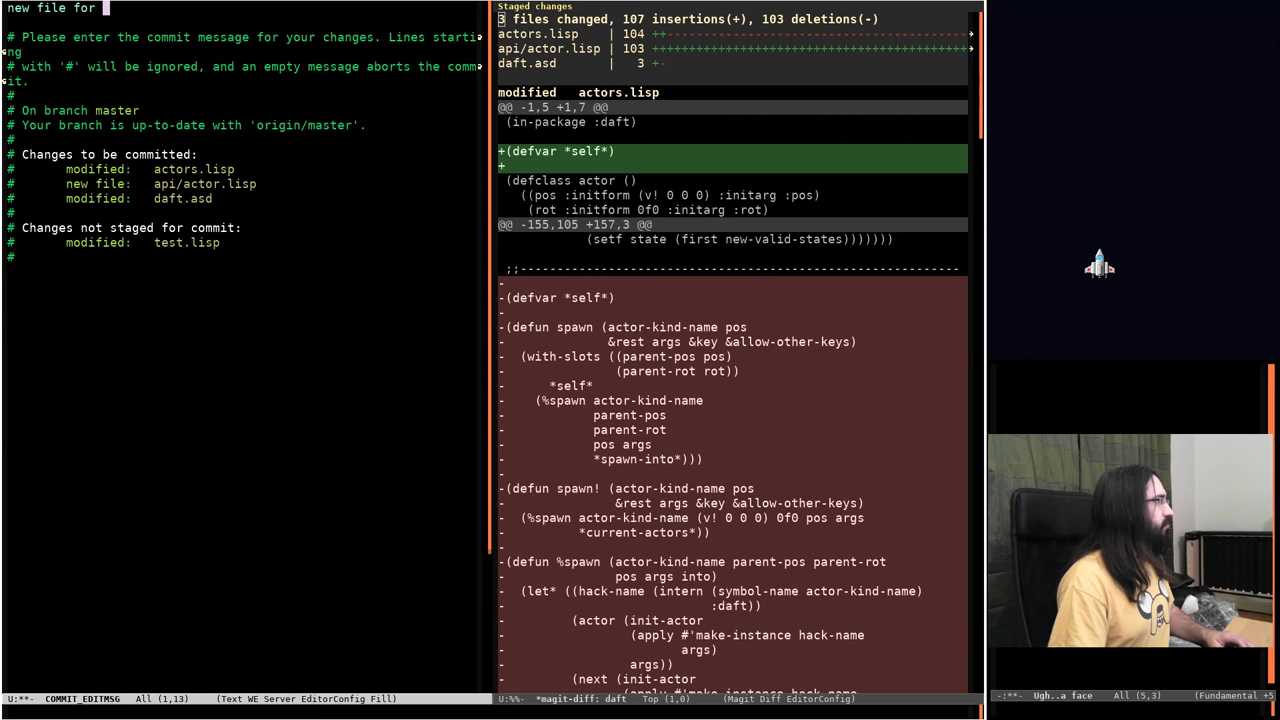 new file for
# Please enter the commit message for your changes. Lines starti
ng
# with '#' will be ignored, and an empty message aborts the comm
it.
#
# On branch master
# Your branch is up-to-date with 'origin/master'.
#
# Changes to be committed:
#       modified:   actors.lisp
#       new file:   api/actor.lisp
#       modified:   daft.asd
#
# Changes not staged for commit:
#       modified:   test.lisp
#
U:**-  COMMIT_EDITMSG   All (1,13)    (Text WE Server EditorConfig Fill)
Staged changes
3 files changed, 107 insertions(+), 103 deletions(-)
actors.lisp    | 104 ++--------------------------------------
api/actor.lisp | 103 +++++++++++++++++++++++++++++++++++++++++++
daft.asd       |   3 +-
modified   actors.lisp
@@ -1,5 +1,7 @@
 (in-package :daft)
+(defvar *self*)
+
 (defclass actor ()
   ((pos :initform (v! 0 0 0) :initarg :pos)
    (rot :initform 0f0 :initarg :rot)
@@ -155,105 +157,3 @@
            (setf state (first new-valid-states)))))))
 ;;------------------------------------------------------------
-
-(defvar *self*)
-
-(defun spawn (actor-kind-name pos
-              &rest args &key &allow-other-keys)
-  (with-slots ((parent-pos pos)
-               (parent-rot rot))
-      *self*
-    (%spawn actor-kind-name
-            parent-pos
-            parent-rot
-            pos args
-            *spawn-into*)))
-
-(defun spawn! (actor-kind-name pos
-               &rest args &key &allow-other-keys)
-  (%spawn actor-kind-name (v! 0 0 0) 0f0 pos args
-          *current-actors*))
-
-(defun %spawn (actor-kind-name parent-pos parent-rot
-               pos args into)
-  (let* ((hack-name (intern (symbol-name actor-kind-name)
-                            :daft))
-         (actor (init-actor
-                 (apply #'make-instance hack-name
-                        args)
-                 args))
-         (next (init-actor
U:%%-  *magit-diff: daft   Top (1,0)    (Magit Diff EditorConfig)
-:**-  Ugh..a face   All (5,3)    (Fundamental +5